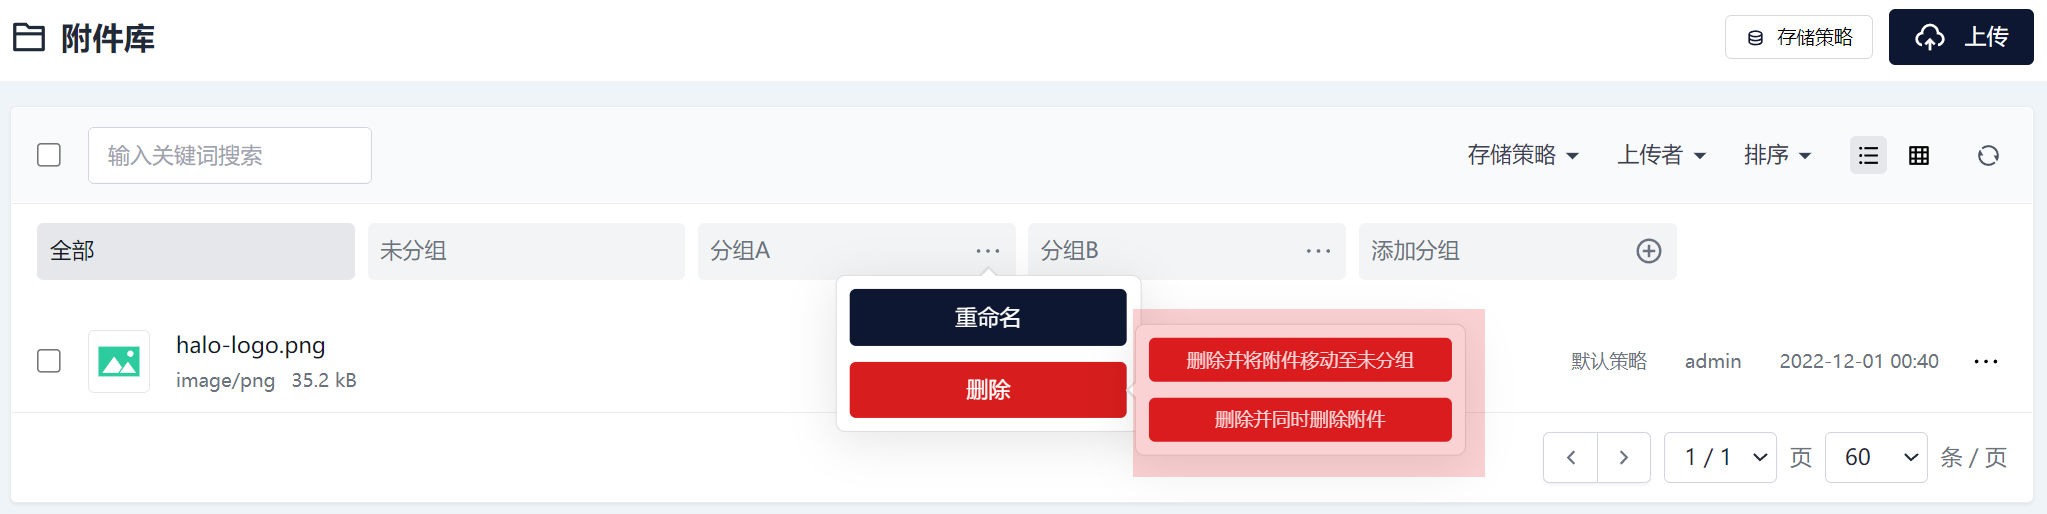 附件库
存储策略
上传
输入关键词搜索
存储策略
上传者
排序
全部
未分组
分组A
分组B
添加分组
重命名
删除
删除并将附件移动至未分组
删除并同时删除附件
halo-logo.png
image/png 35.2 kB
默认策略
admin
2022-12-01 00:40
1 / 1
页
60
条 / 页